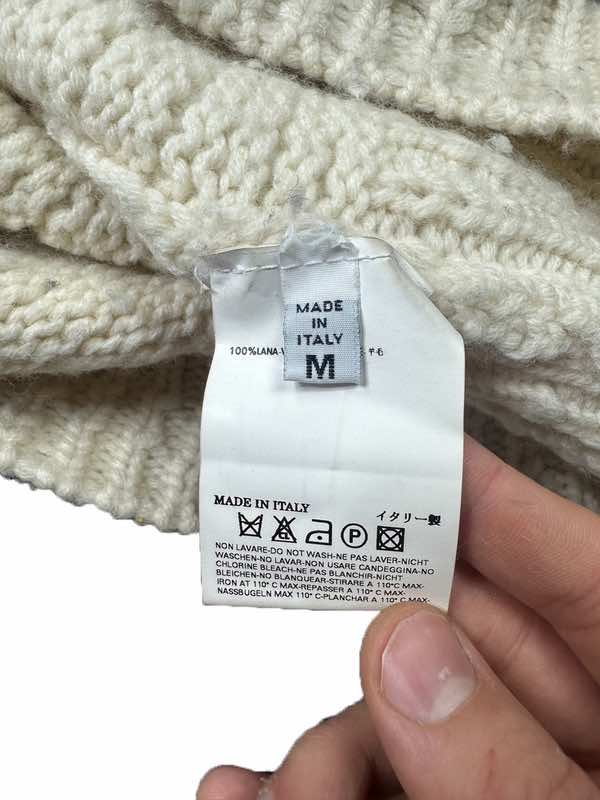 MADE
IN
ITALY
M
100%LANA-
毛
MADE IN ITALY
イタリー製
P
NON LAVARE-DO NOT WASH-NE PAS LAVER-NICHT
WASCHEN-NO LAVAR-NON USARE CANDEGGINA-NO
CHLORINE BLEACH-NE PAS BLANCHIR-NICHT
BLEICHEN-NO BLANQUEAR-STIRARE A 110°C MAX-
IRON AT 110° C MAX-REPASSER A 110° C MAX-
NASSBUGELN MAX 110° C-PLANCHAR A 110° C MAX-